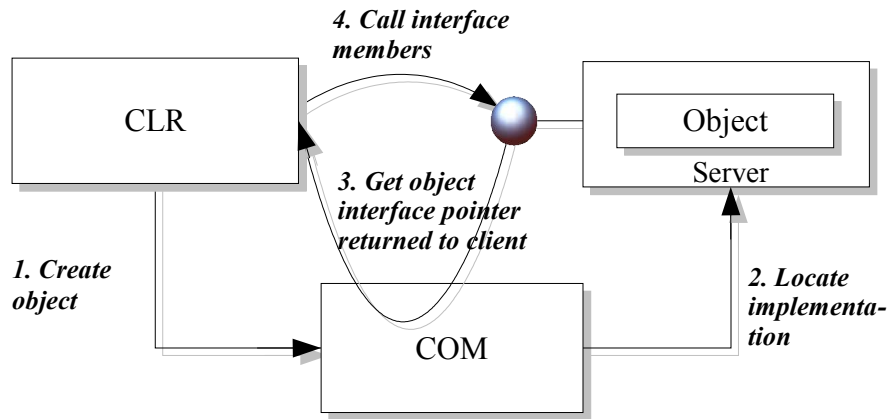 4. Call interface
members
CLR
Object
Server
3. Get object
interface pointer
returned to client
1. Create
object
2. Locate
implementa-
tion
COM